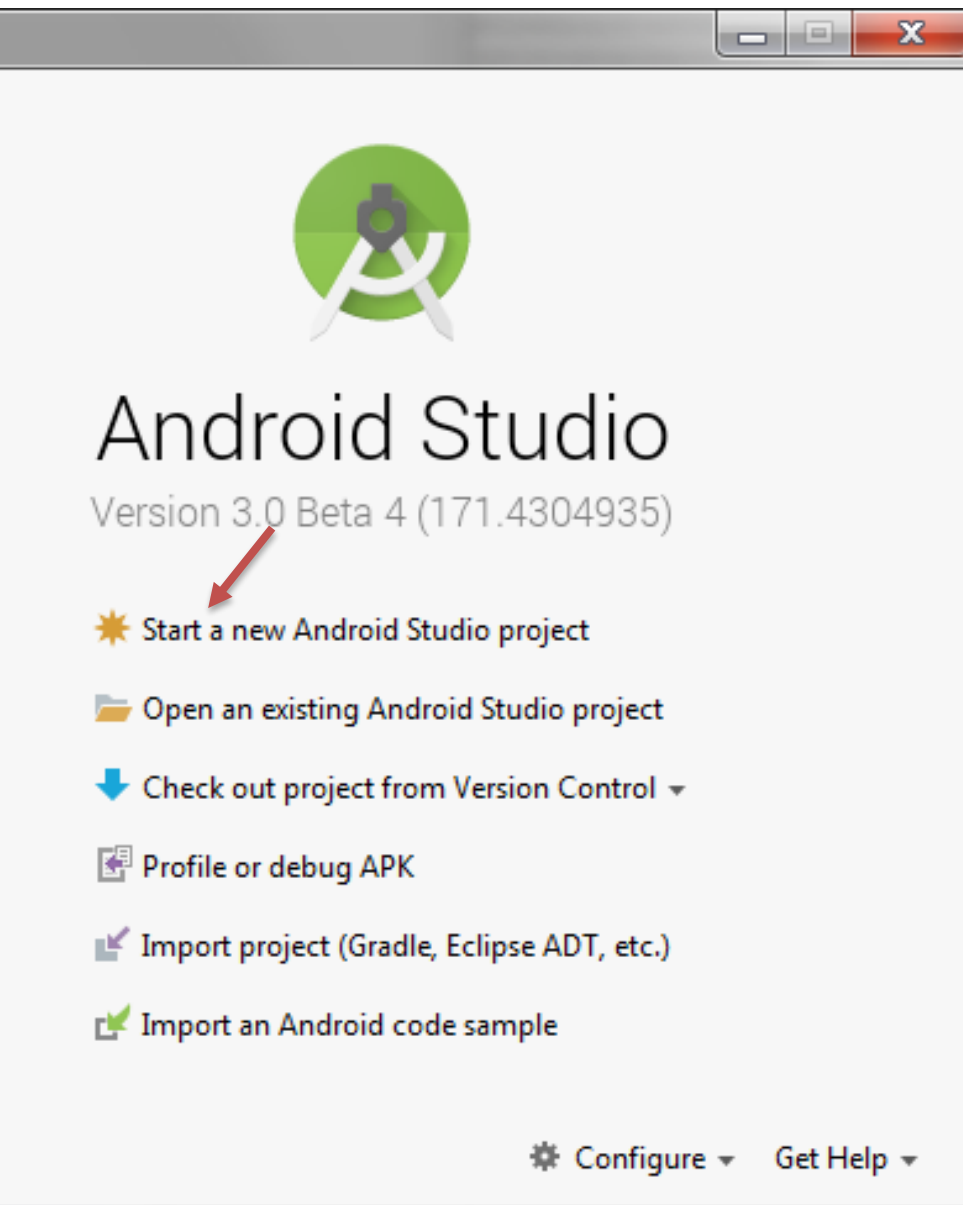 Android Studio
Version 3.0 Beta 4 (171.4304935)
Start a new Android Studio project
Open an existing Android Studio project
Check out project from Version Control
Profile or debug APK
Import project (Gradle, Eclipse ADT, etc.)
Import an Android code sample
Configure Get Help